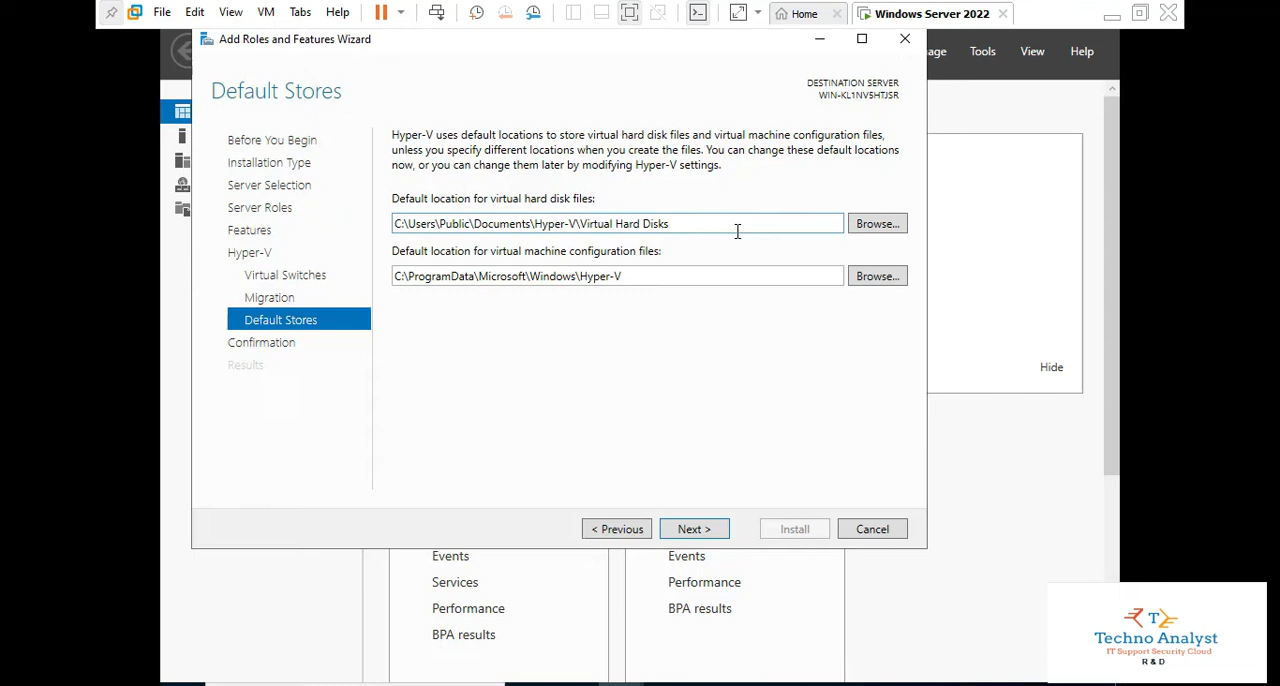 File Edit View VM Tabs Help
Home
Windows Server 2022
Add Roles and Features Wizard
age Tools View Help
Default Stores
DESTINATION SERVER
WIN-KL1NV5HTJSR
Before You Begin
Installation Type
Server Selection
Server Roles
Features
Hyper-V
Virtual Switches
Migration
Default Stores
Confirmation
Results
Hyper-V uses default locations to store virtual hard disk files and virtual machine configuration files,
unless you specify different locations when you create the files. You can change these default locations
now, or you can change them later by modifying Hyper-V settings.
Default location for virtual hard disk files:
C:\Users\Public\Documents\Hyper-V\Virtual Hard Disks
Browse...
Default location for virtual machine configuration files:
C:\ProgramData\Microsoft\Windows\Hyper-V
Browse...
Hide
< Previous
Next >
Install
Cancel
Events
Services
Performance
BPA results
Events
Performance
BPA results
TZ
Techno Analyst
IT Support Security Cloud
R & D